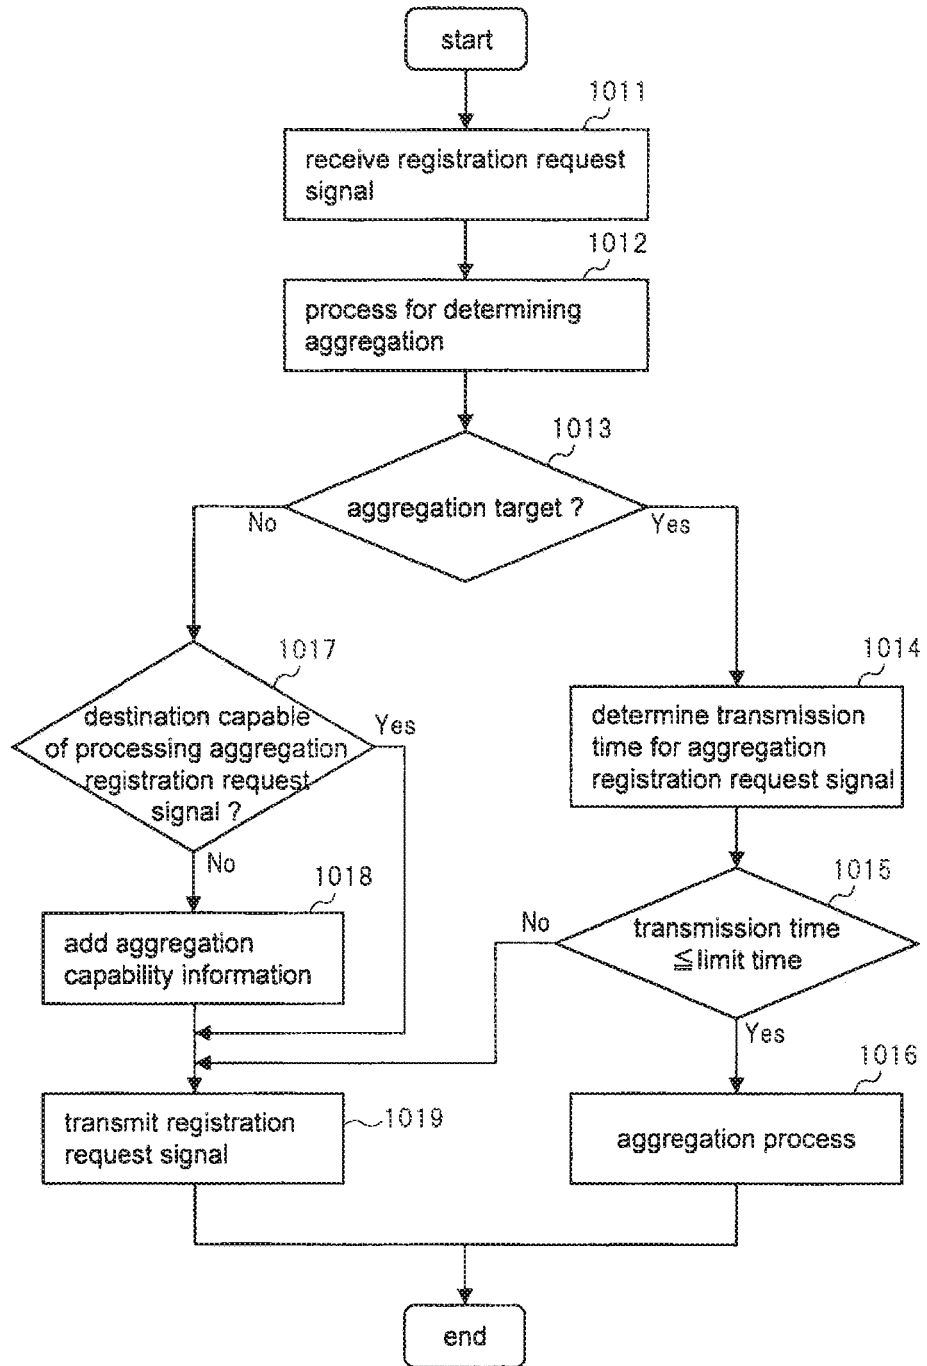 start
1011
receive registration request
signal
1012
process for determining
aggregation
1013
aggregation target ?
No
Yes
1017
destination capable
of processing aggregation
registration request
signal ?
Yes
No
1014
determine transmission
time for aggregation
registration request signal
1018
add aggregation
capability information
1015
transmission time
≦limit time
No
Yes
1019
transmit registration
request signal
1016
aggregation process
end